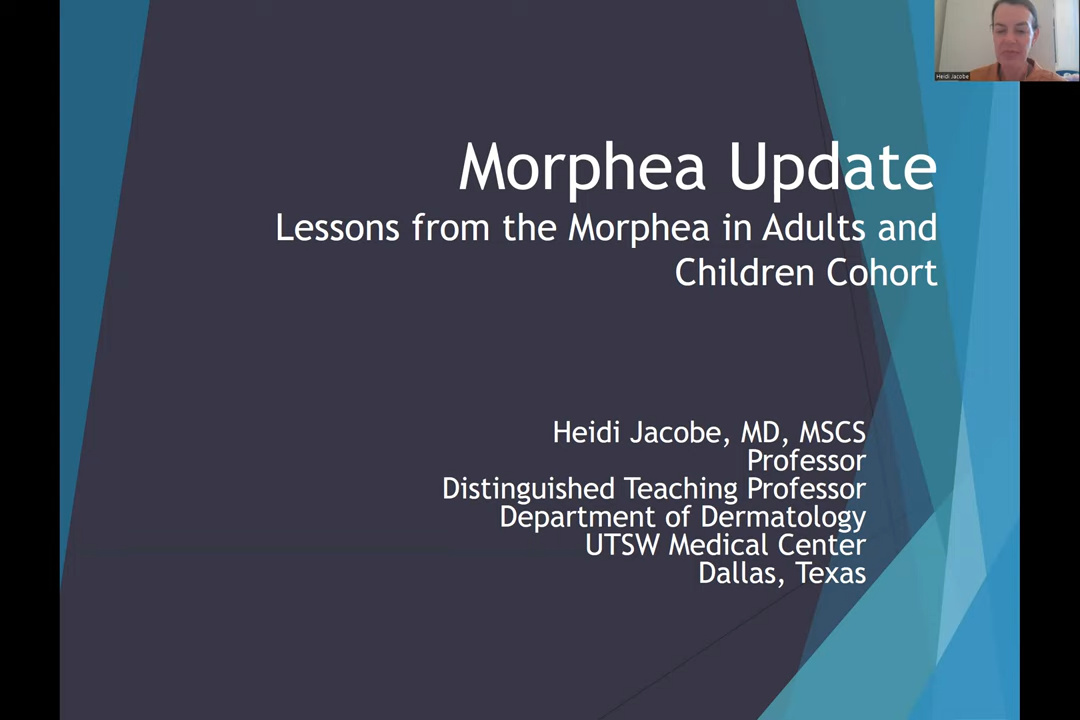 Heidi Jacobe
Morphea Update
Lessons from the Morphea in Adults and
Children Cohort
Heidi Jacobe, MD, MSCS
Professor
Distinguished Teaching Professor
Department of Dermatology
UTSW Medical Center
Dallas, Texas